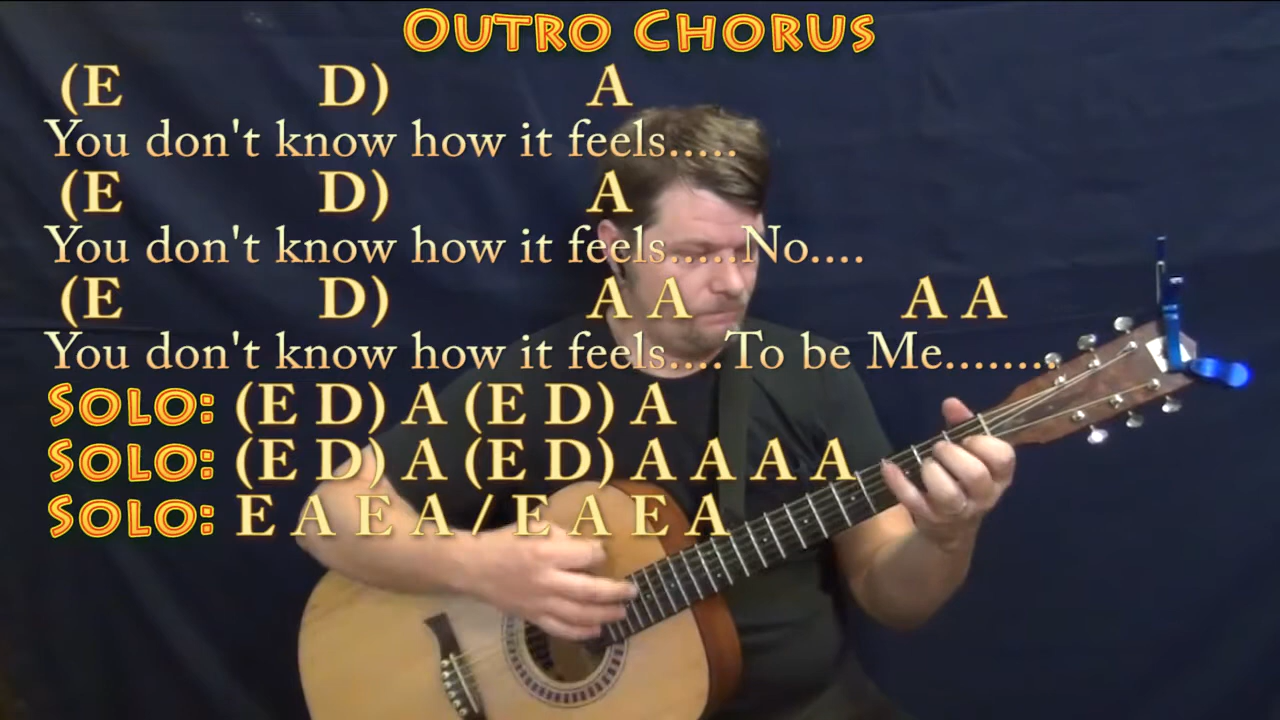 Outro Chorus
(E D) A
You don't know how it feels.....
(E D) A
You don't know how it feels.....No....
(E D) A A A A
You don't know how it feels....To be Me........
Solo: (E D) A (E D) A
Solo: (E D) A (E D) A A A A
Solo: E A E A / E A E A